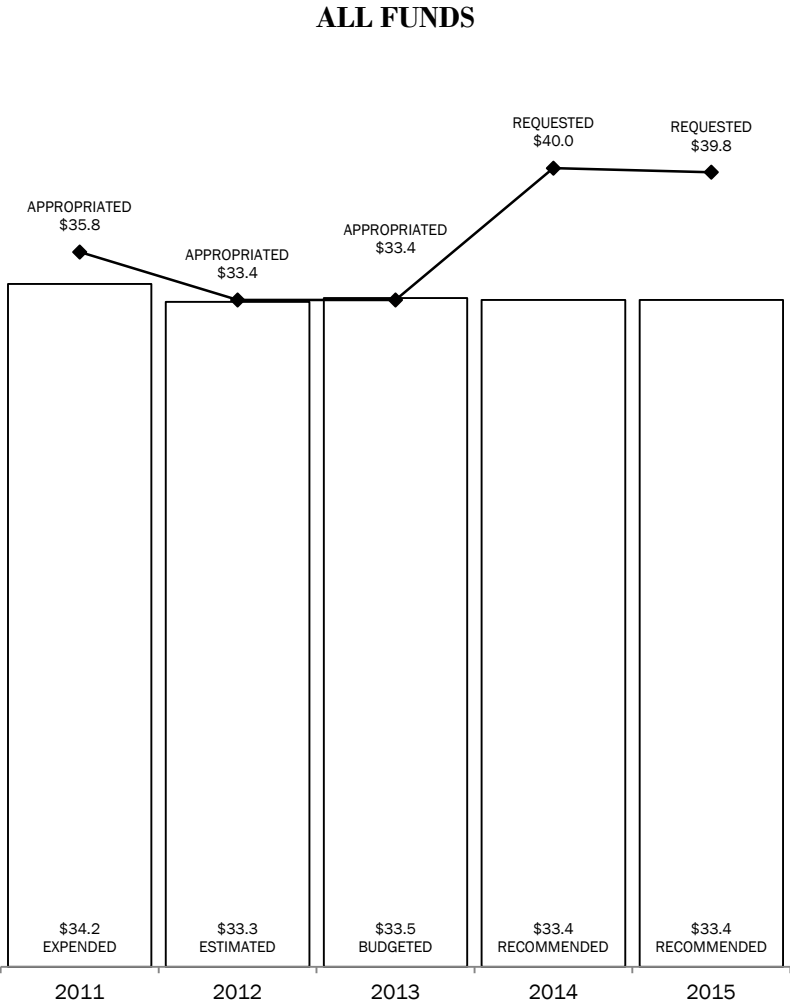 ALL FUNDS
REQUESTED
$40.0
REQUESTED
$39.8
APPROPRIATED
$35.8
APPROPRIATED
$33.4
APPROPRIATED
$33.4
$34.2
EXPENDED
$33.3
ESTIMATED
$33.5
BUDGETED
$33.4
RECOMMENDED
$33.4
RECOMMENDED
2011
2012
2013
2014
2015